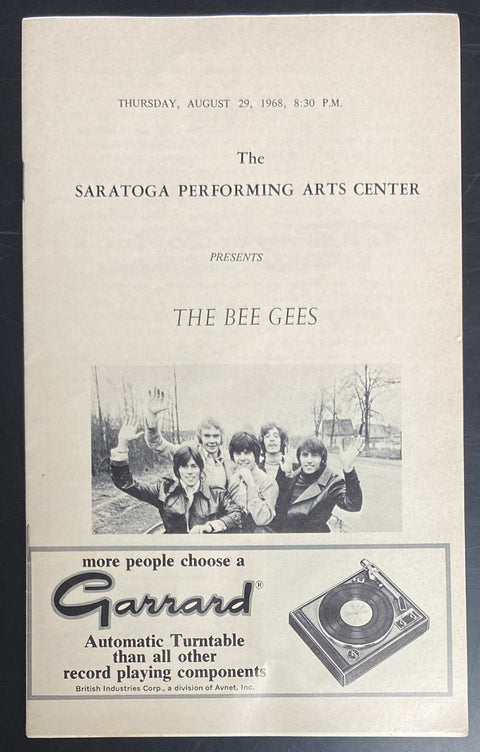 THURSDAY, AUGUST 29, 1968, 8:30 P.M.
The
SARATOGA PERFORMING ARTS CENTER
PRESENTS
THE BEE GEES
more people choose a
Garrard®
Automatic Turntable
than all other
record playing components
British Industries Corp., a division of Avnet, Inc.